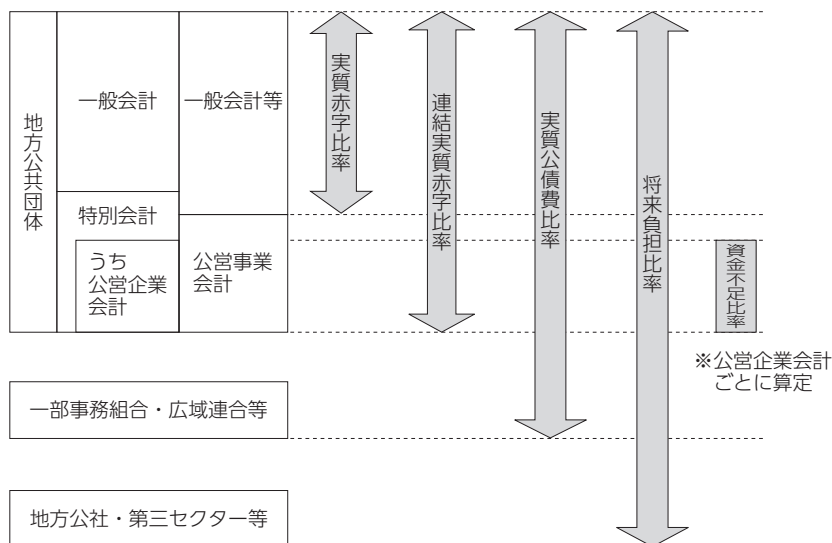 地方公共団体
一般会計
一般会計等
特別会計
うち
公営企業
会計
公営事業
会計
実質赤字比率
連結実質赤字比率
実質公債費比率
将来負担比率
資金不足比率
※公営企業会計
ごとに算定
一部事務組合・広域連合等
地方公社・第三セクター等